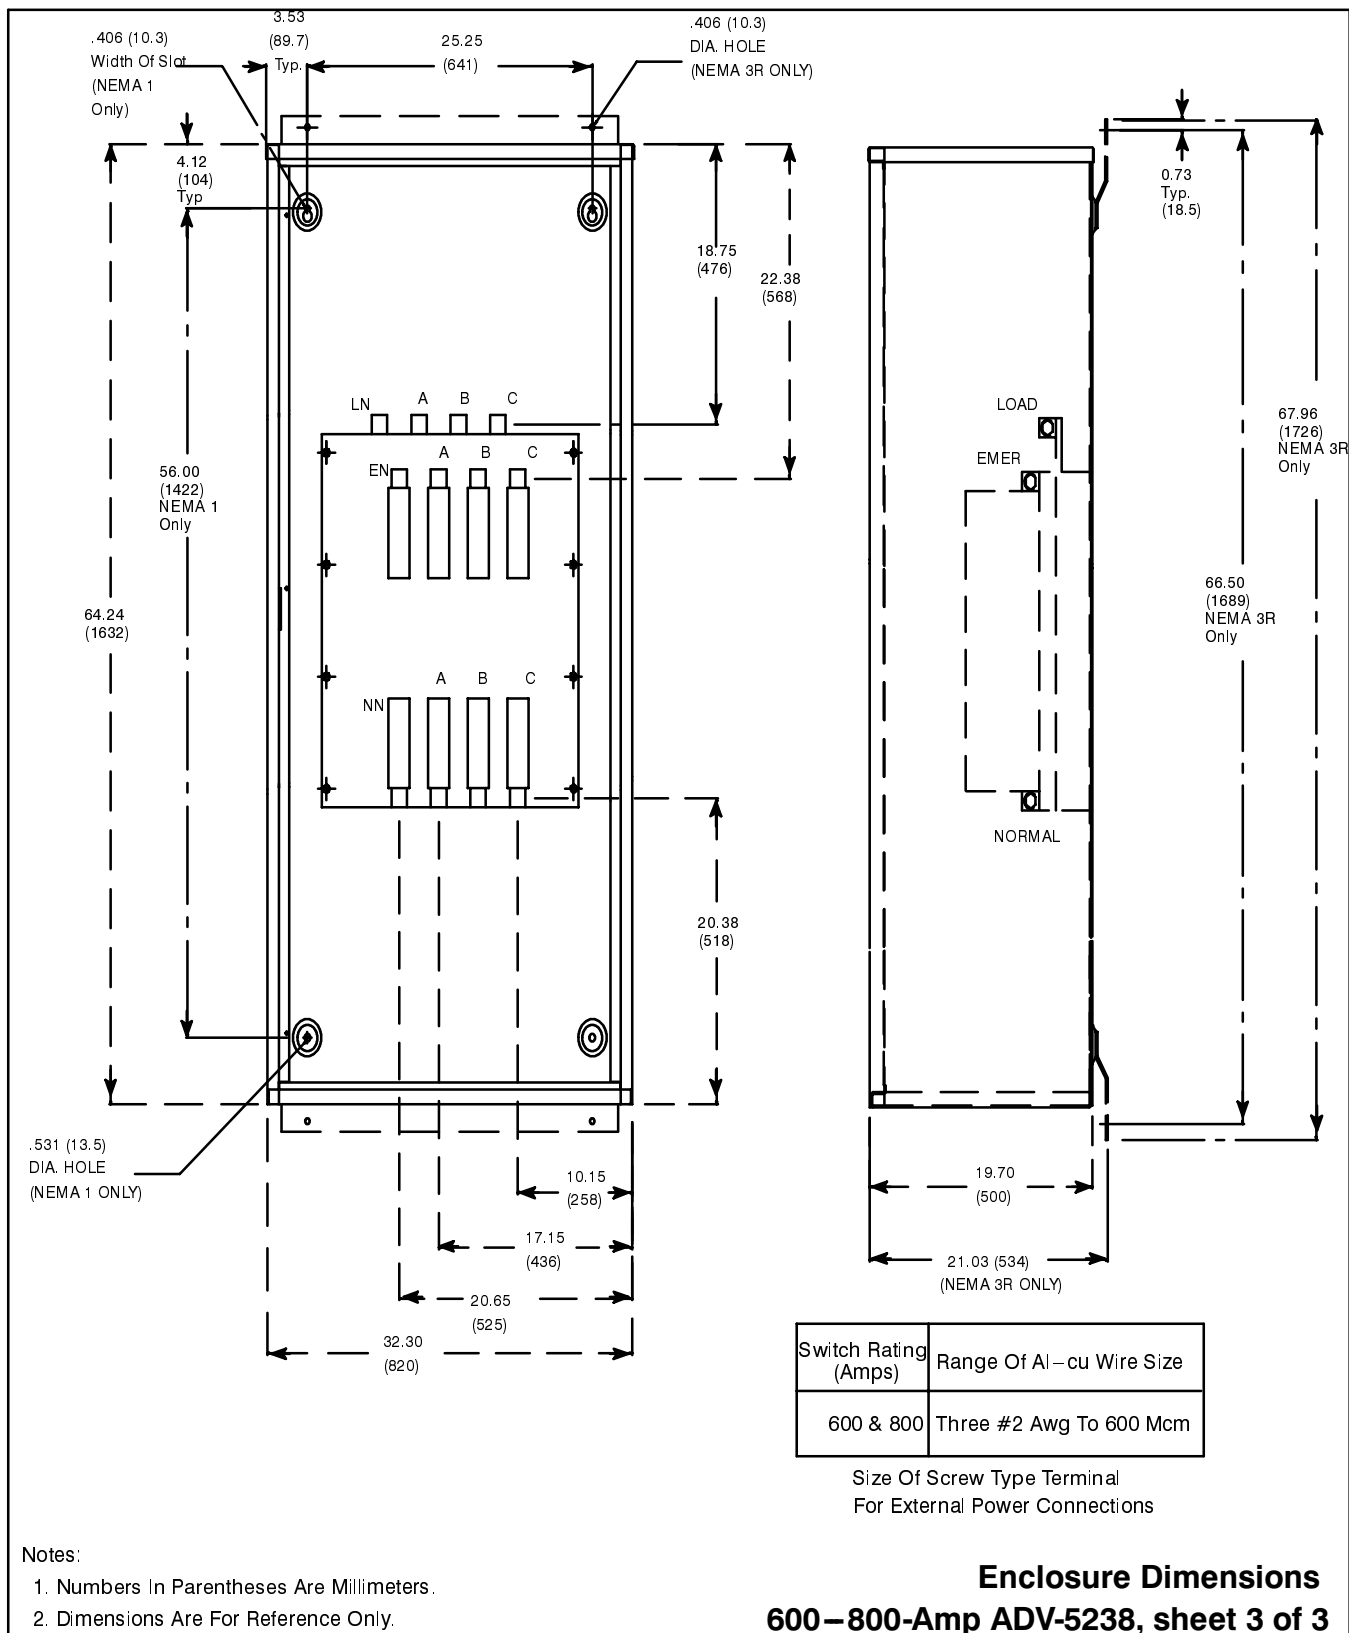 .406 (10.3)
Width Of Slot
(NEMA 1
Only)
3.53
(89.7)
Typ.
25.25
(641)
.406 (10.3)
DIA. HOLE
(NEMA 3R ONLY)
4.12
(104)
Typ
18.75
(476)
22.38
(568)
0.73
Typ.
(18.5)
LN A B C
EN A B C
56.00
(1422)
NEMA 1
Only
64.24
(1632)
NN A B C
LOAD
EMER
NORMAL
67.96
(1726)
NEMA 3R
Only
66.50
(1689)
NEMA 3R
Only
20.38
(518)
.531 (13.5)
DIA. HOLE
(NEMA 1 ONLY)
10.15
(258)
17.15
(436)
20.65
(525)
32.30
(820)
19.70
(500)
21.03 (534)
(NEMA 3R ONLY)
Switch Rating
(Amps)
Range Of Al–cu Wire Size
600 & 800
Three #2 Awg To 600 Mcm
Size Of Screw Type Terminal
For External Power Connections
Notes:
1. Numbers In Parentheses Are Millimeters.
2. Dimensions Are For Reference Only.
Enclosure Dimensions
600–800-Amp ADV-5238, sheet 3 of 3